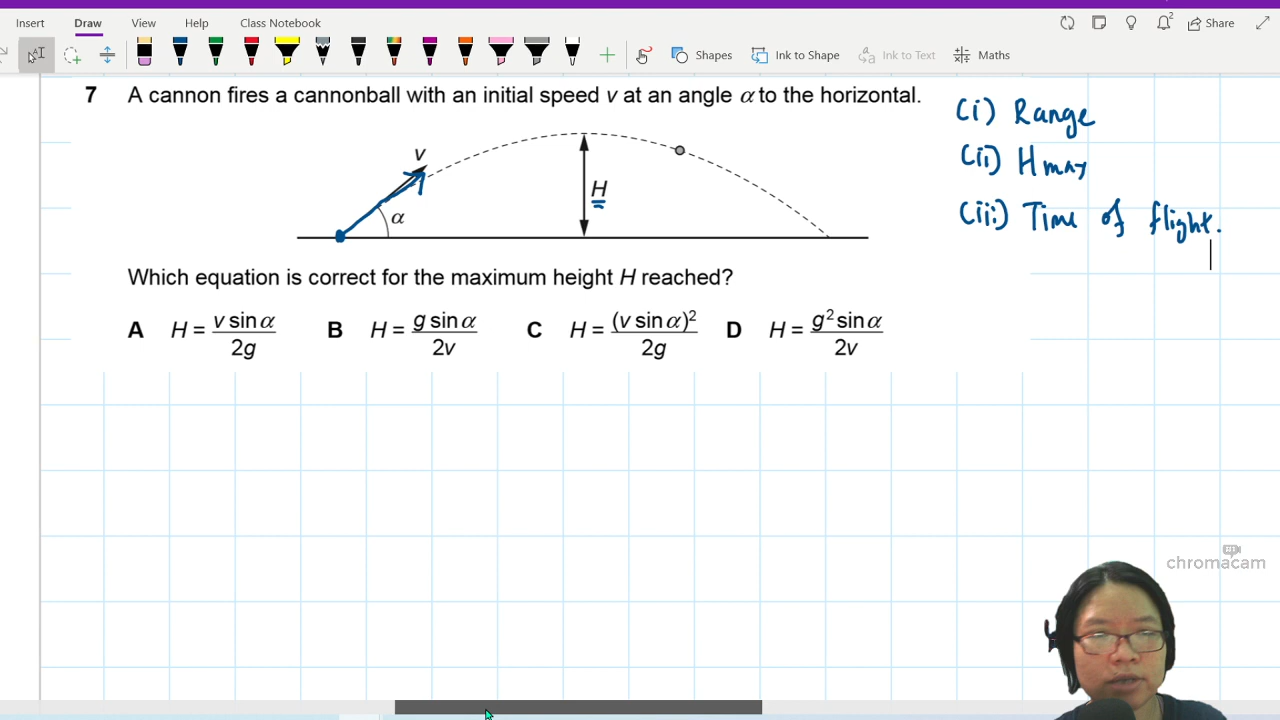 Insert Draw View Help Class Notebook 2 Share
Shapes Ink to Shape Ink to Text Maths
7 A cannon fires a cannonball with an initial speed v at an angle α to the horizontal.
v
H
α
(i) Range
(ii) Hmax
(iii) Time of flight.
Which equation is correct for the maximum height H reached?
A H = v sin α / 2g B H = g sin α / 2v C H = (v sin α)² / 2g D H = g² sin α / 2v
chromacam